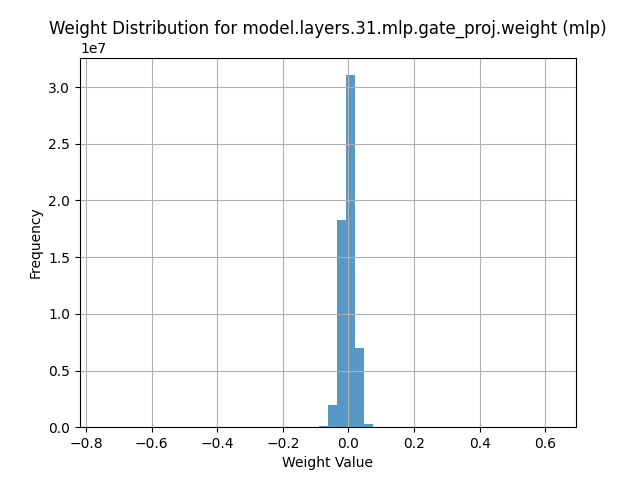 Weight Distribution for model.layers.31.mlp.gate_proj.weight (mlp)
1e7
3.0
2.5
2.0
1.5
1.0
0.5
0.0
Frequency
−0.8 −0.6 −0.4 −0.2 0.0 0.2 0.4 0.6
Weight Value